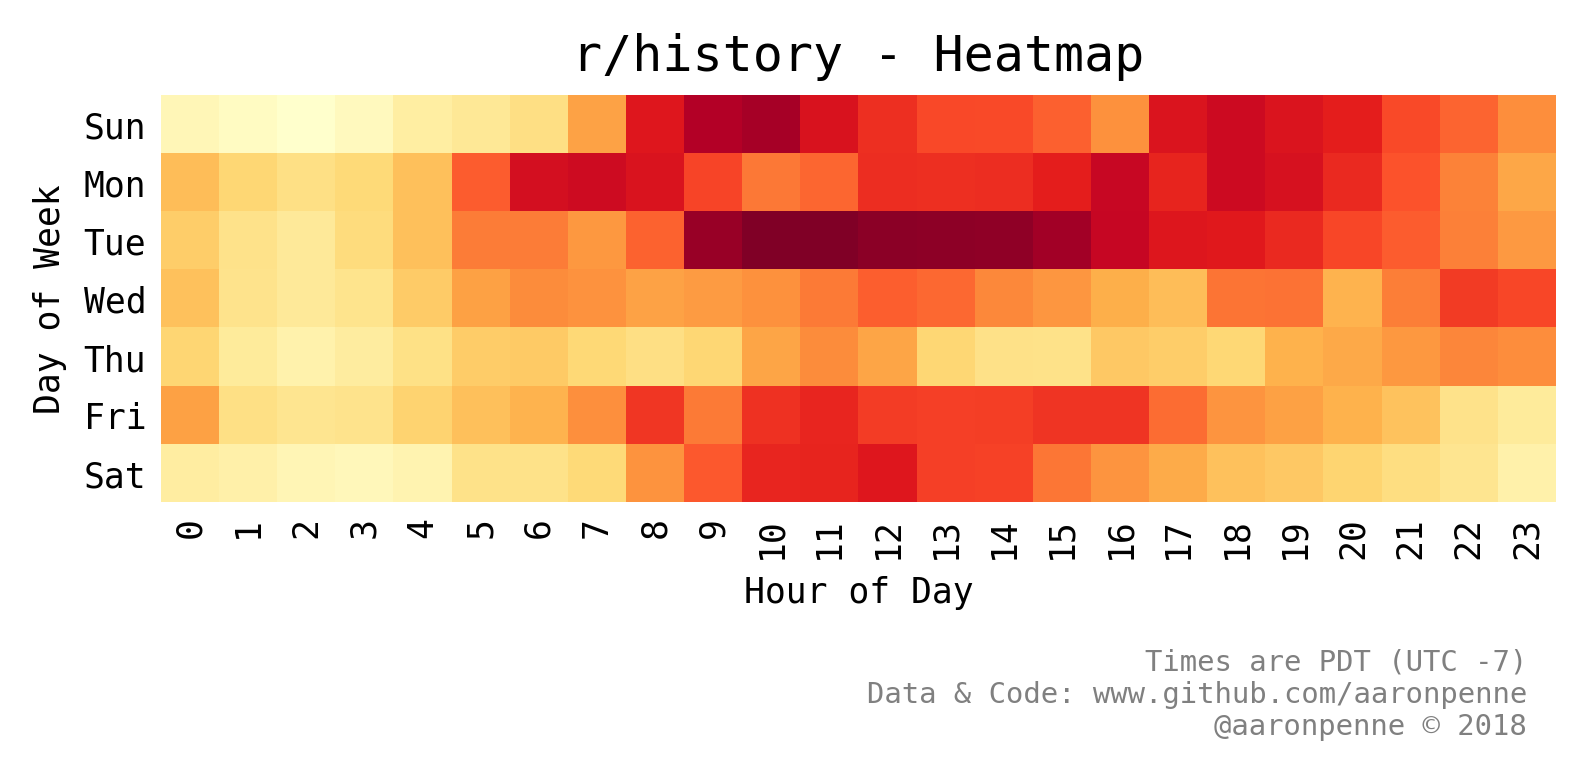 r/history - Heatmap
Day of Week
Sun
Mon
Tue
Wed
Thu
Fri
Sat
0 1 2 3 4 5 6 7 8 9 10 11 12 13 14 15 16 17 18 19 20 21 22 23
Hour of Day
Times are PDT (UTC -7)
Data & Code: www.github.com/aaronpenne
@aaronpenne © 2018